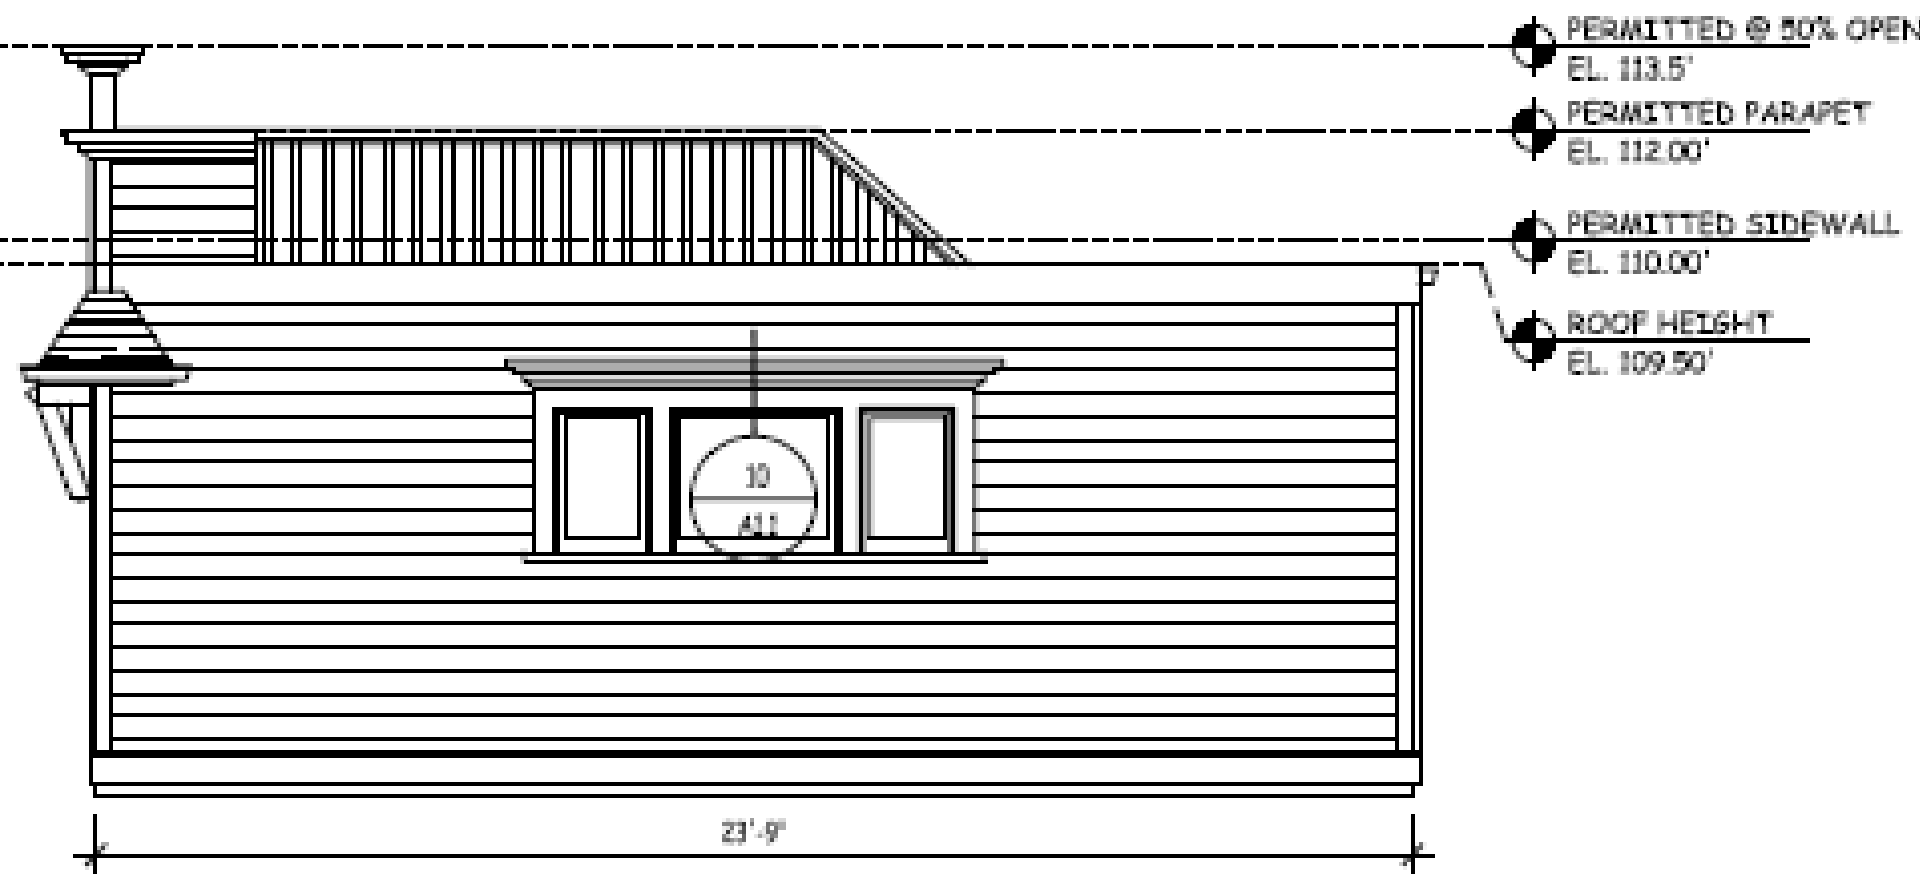 PERMITTED @ 50% OPEN
EL. 113.5'
PERMITTED PARAPET
EL. 112.00'
PERMITTED SIDEWALL
EL. 110.00'
ROOF HEIGHT
EL. 109.50'
10
A11
23'-9"